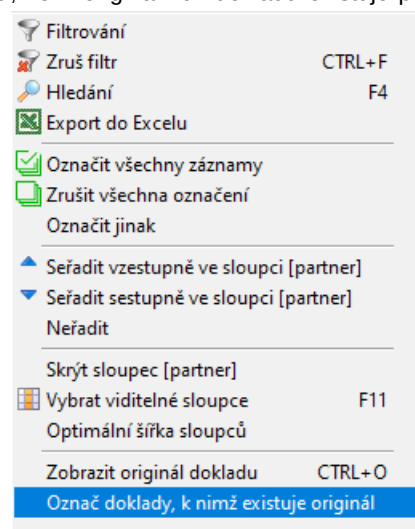 Filtrování
Zruš filtr CTRL+F
Hledání F4
Export do Excelu
Označit všechny záznamy
Zrušit všechna označení
Označit jinak
Seřadit vzestupně ve sloupci [partner]
Seřadit sestupně ve sloupci [partner]
Neřadit
Skrýt sloupec [partner]
Vybrat viditelné sloupce F11
Optimální šířka sloupců
Zobrazit originál dokladu CTRL+O
Označ doklady, k nimž existuje originál